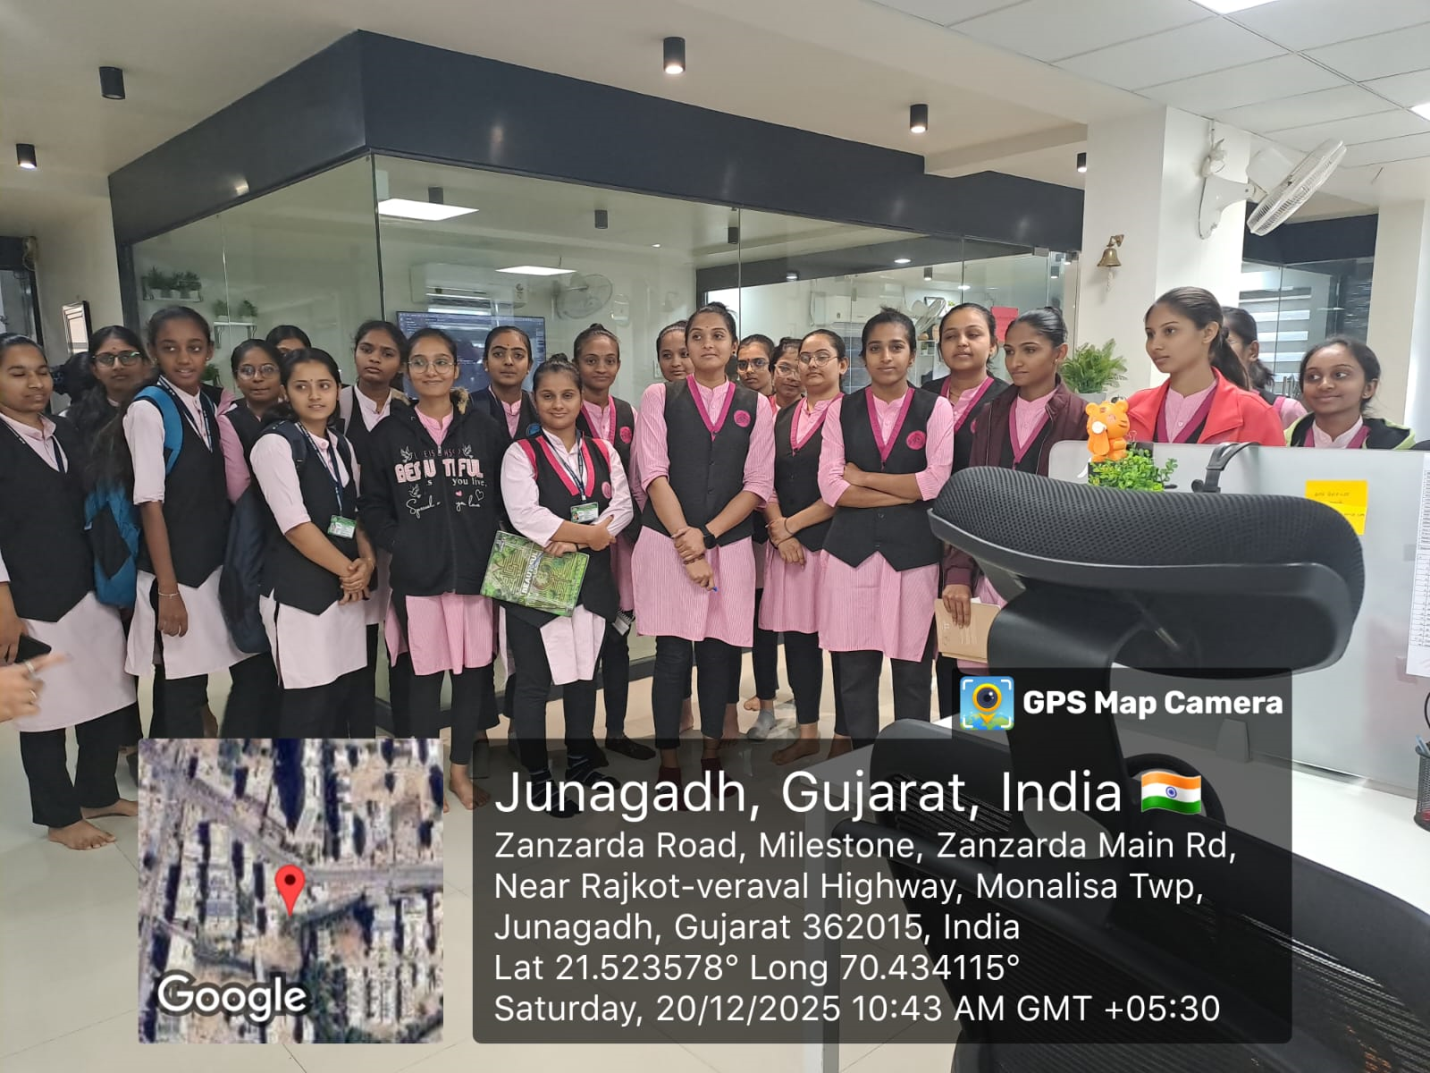 BEAUTIFUL
you live,
GPS Map Camera
Junagadh, Gujarat, India
Zanzarda Road, Milestone, Zanzarda Main Rd,
Near Rajkot-veraval Highway, Monalisa Twp,
Junagadh, Gujarat 362015, India
Lat 21.523578° Long 70.434115°
Saturday, 20/12/2025 10:43 AM GMT +05:30
Google